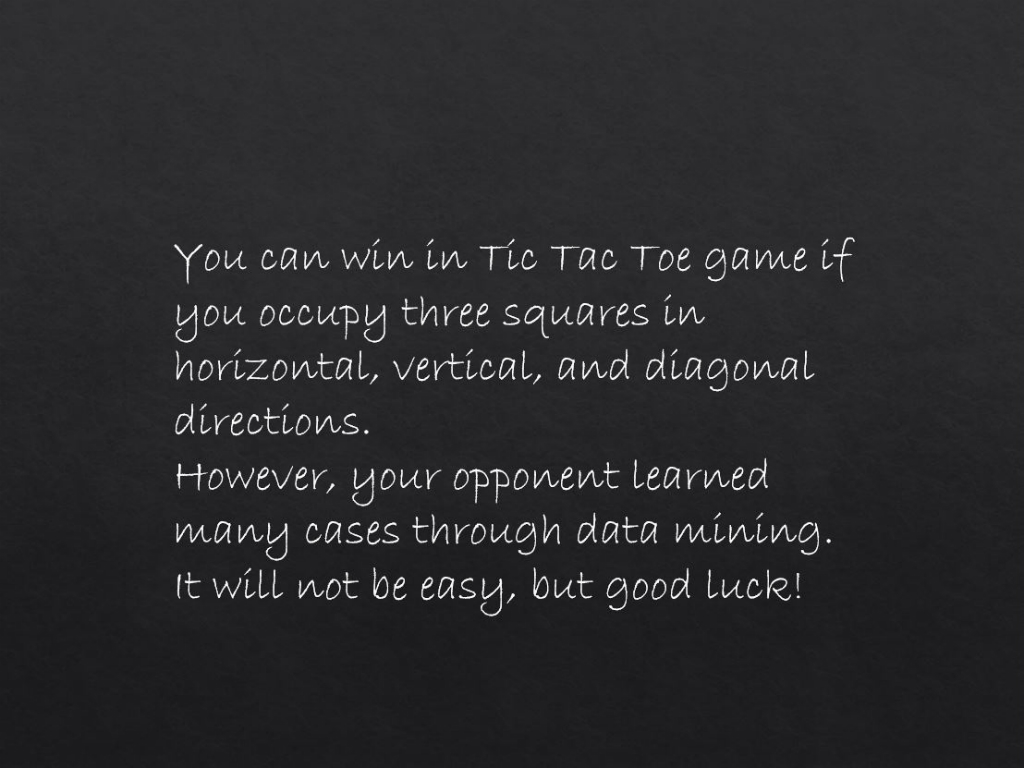 You can win in Tic Tac Toe game if
you occupy three squares in
horizontal, vertical, and diagonal
directions.
However, your opponent learned
many cases through data mining.
It will not be easy, but good luck!